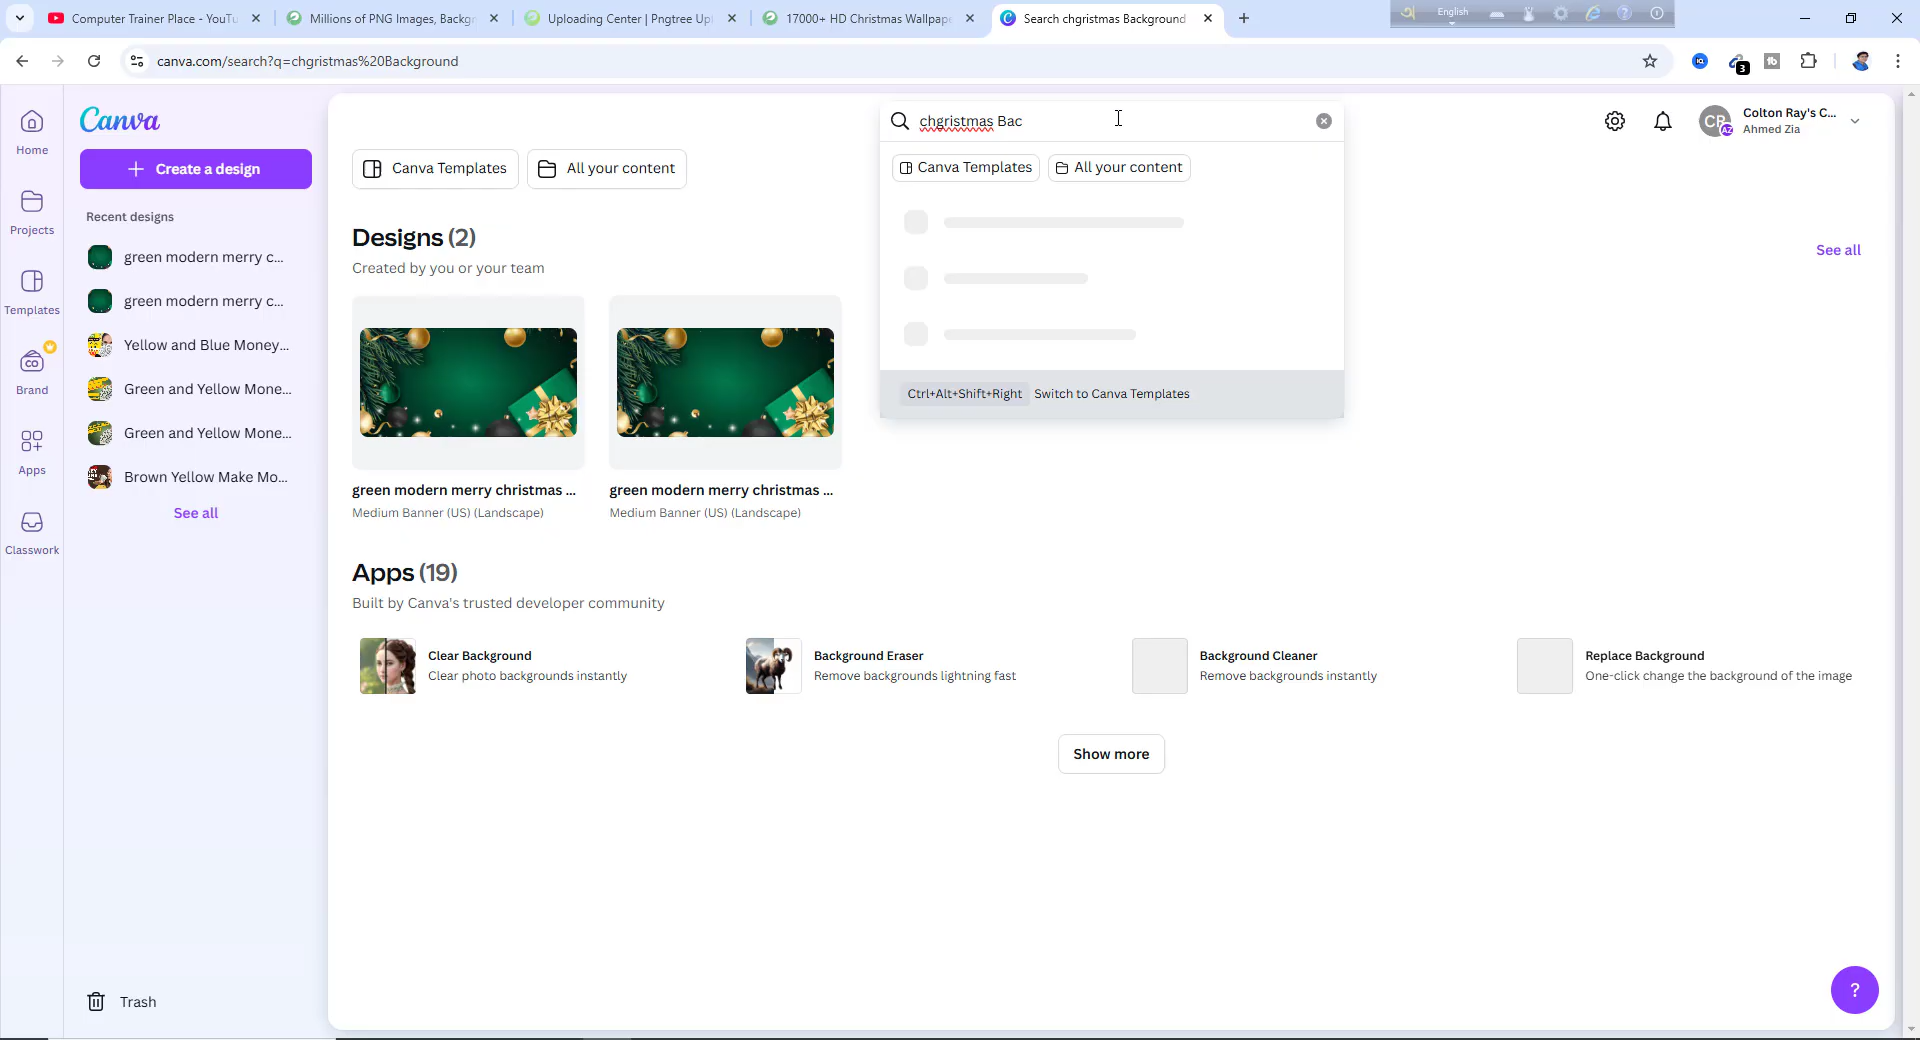 Computer Trainer Place - YouTu
Millions of PNG Images, Backgr
Uploading Center | Pngtree Upl
17000+ HD Christmas Wallpape
Search chgristmas Background
English
canva.com/search?q=chgristmas%20Background
3
Home
Projects
Templates
Brand
Apps
Classwork
Canva
Create a design
Recent designs
green modern merry c...
green modern merry c...
Yellow and Blue Money...
Green and Yellow Mone...
Green and Yellow Mone...
Brown Yellow Make Mo...
See all
Trash
Canva Templates
All your content
chgristmas Bac
Canva Templates
All your content
Ctrl+Alt+Shift+Right Switch to Canva Templates
Colton Ray's C...
Ahmed Zia
Designs (2)
Created by you or your team
See all
green modern merry christmas ...
Medium Banner (US) (Landscape)
green modern merry christmas ...
Medium Banner (US) (Landscape)
Apps (19)
Built by Canva's trusted developer community
Clear Background
Clear photo backgrounds instantly
Background Eraser
Remove backgrounds lightning fast
Background Cleaner
Remove backgrounds instantly
Replace Background
One-click change the background of the image
Show more
?